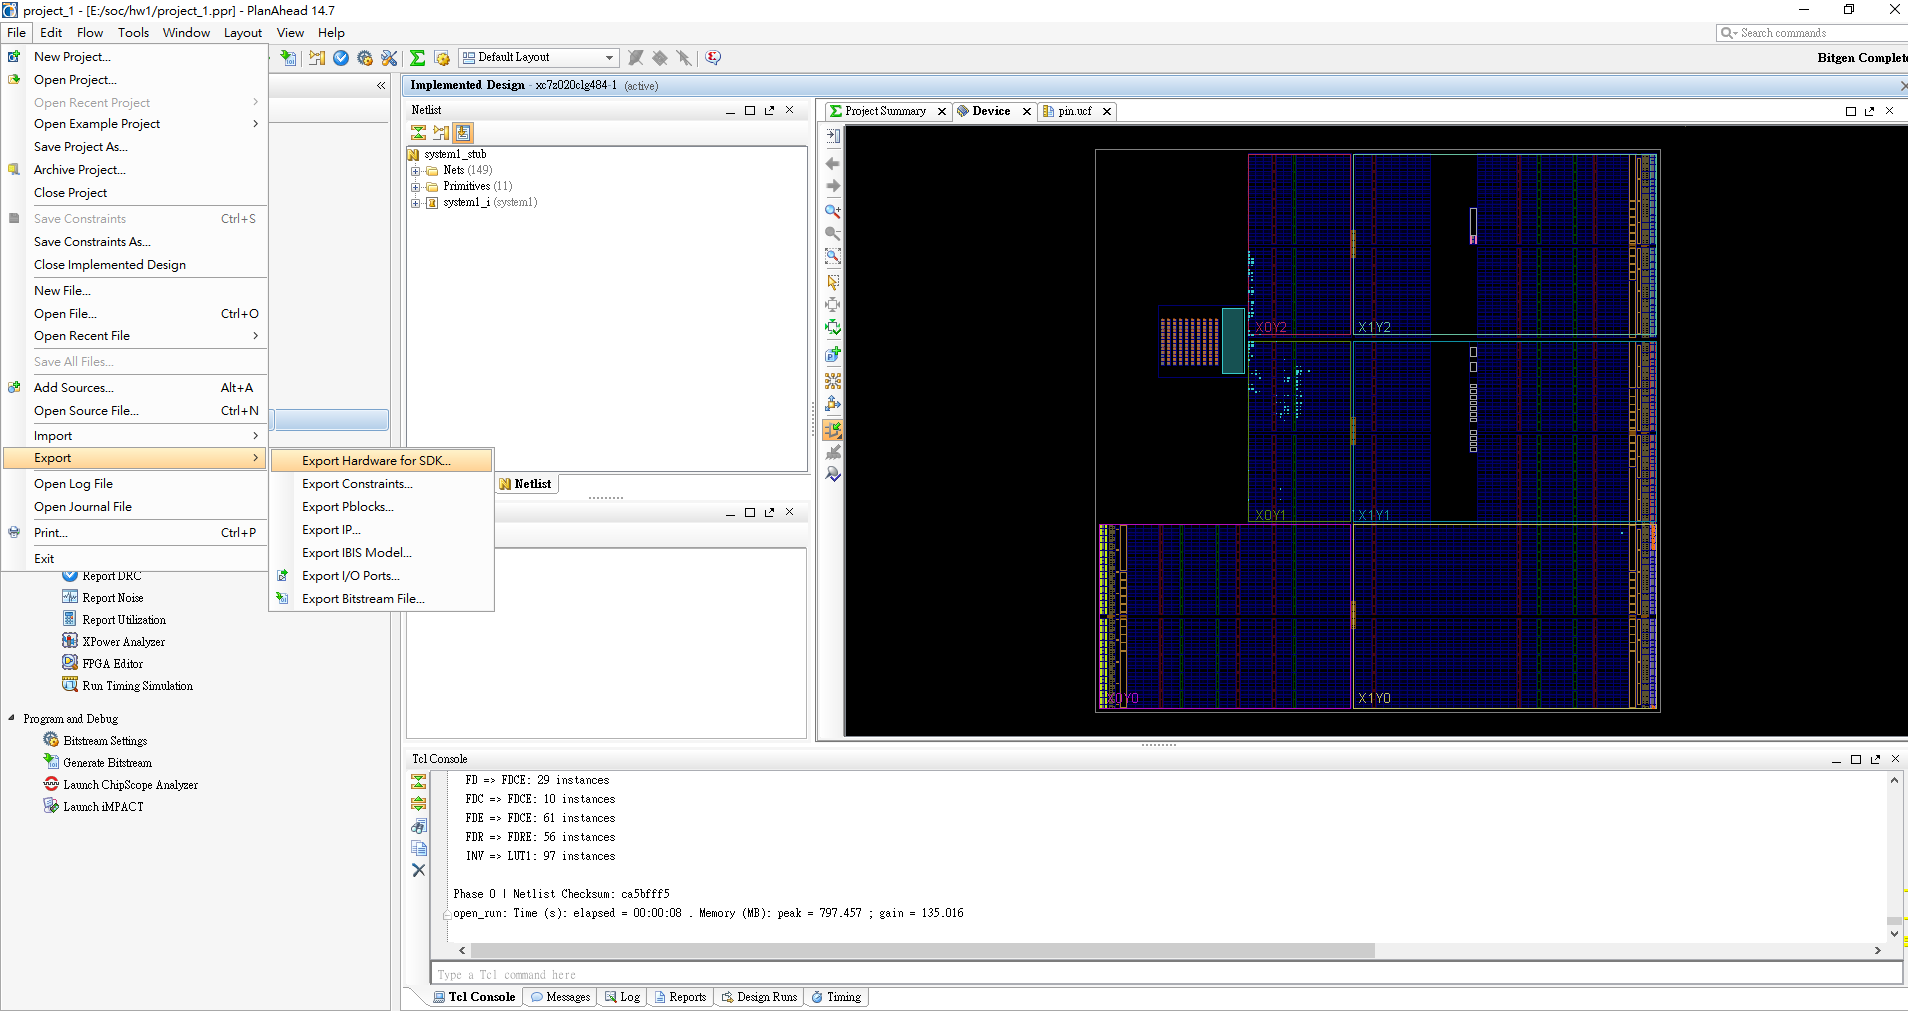 project_1 - [E:/soc/hw1/project_1.ppr] - PlanAhead 14.7
File Edit Flow Tools Window Layout View Help
Search commands
Default Layout
Bitgen Complete
New Project...
Open Project...
Open Recent Project
Open Example Project
Save Project As...
Archive Project...
Close Project
Save Constraints Ctrl+S
Save Constraints As...
Close Implemented Design
New File...
Open File... Ctrl+O
Open Recent File
Save All Files...
Add Sources... Alt+A
Open Source File... Ctrl+N
Import
Export
Open Log File
Open Journal File
Print... Ctrl+P
Exit
Export Hardware for SDK...
Export Constraints...
Export Pblocks...
Export IP...
Export IBIS Model...
Export I/O Ports...
Export Bitstream File...
Report DRC
Report Noise
Report Utilization
XPower Analyzer
FPGA Editor
Run Timing Simulation
Program and Debug
Bitstream Settings
Generate Bitstream
Launch ChipScope Analyzer
Launch iMPACT
Implemented Design - xc7z020clg484-1 (active)
Netlist
system1_stub
Nets (149)
Primitives (11)
system1_i (system1)
Netlist
Project Summary
Device
pin.ucf
X0Y2
X1Y2
X0Y1
X1Y1
X0Y0
X1Y0
Tcl Console
FD => FDCE: 29 instances
FDC => FDCE: 10 instances
FDE => FDCE: 61 instances
FDR => FDRE: 56 instances
INV => LUT1: 97 instances
Phase 0 | Netlist Checksum: ca5bfff5
open_run: Time (s): elapsed = 00:00:08 . Memory (MB): peak = 797.457 ; gain = 135.016
Type a Tcl command here
Tcl Console Messages Log Reports Design Runs Timing